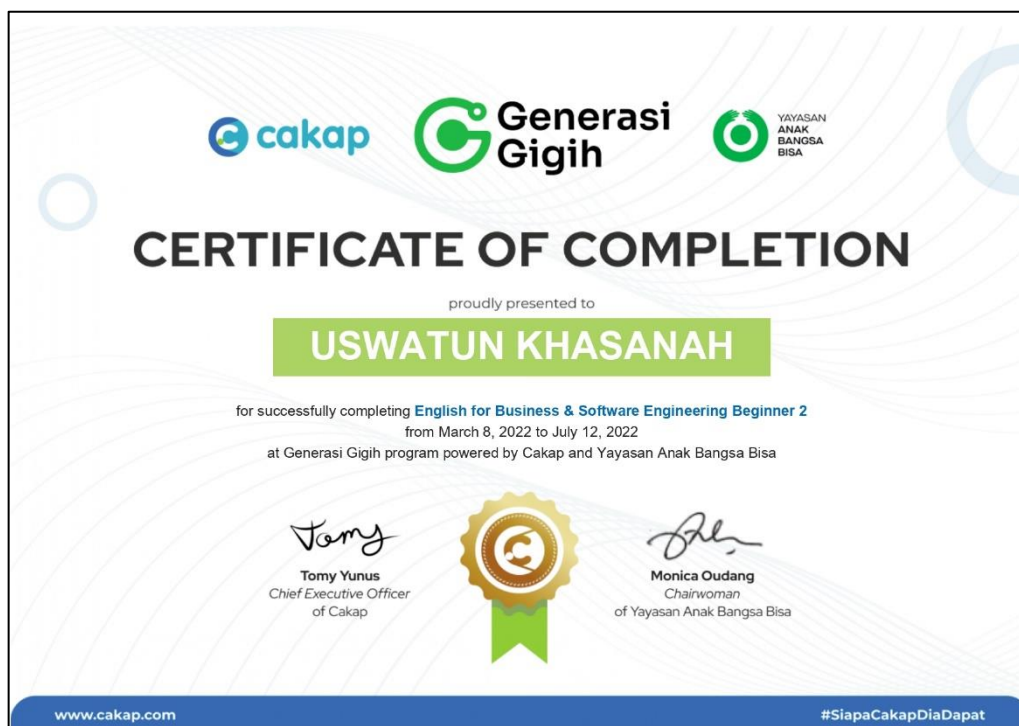 cakap
Generasi
Gigih
YAYASAN
ANAK
BANGSA
BISA
CERTIFICATE OF COMPLETION
proudly presented to
USWATUN KHASANAH
for successfully completing English for Business & Software Engineering Beginner 2
from March 8, 2022 to July 12, 2022
at Generasi Gigih program powered by Cakap and Yayasan Anak Bangsa Bisa
Tomy
Tomy Yunus
Chief Executive Officer
of Cakap
Monica Oudang
Chairwoman
of Yayasan Anak Bangsa Bisa
www.cakap.com
#SiapaCakapDiaDapat